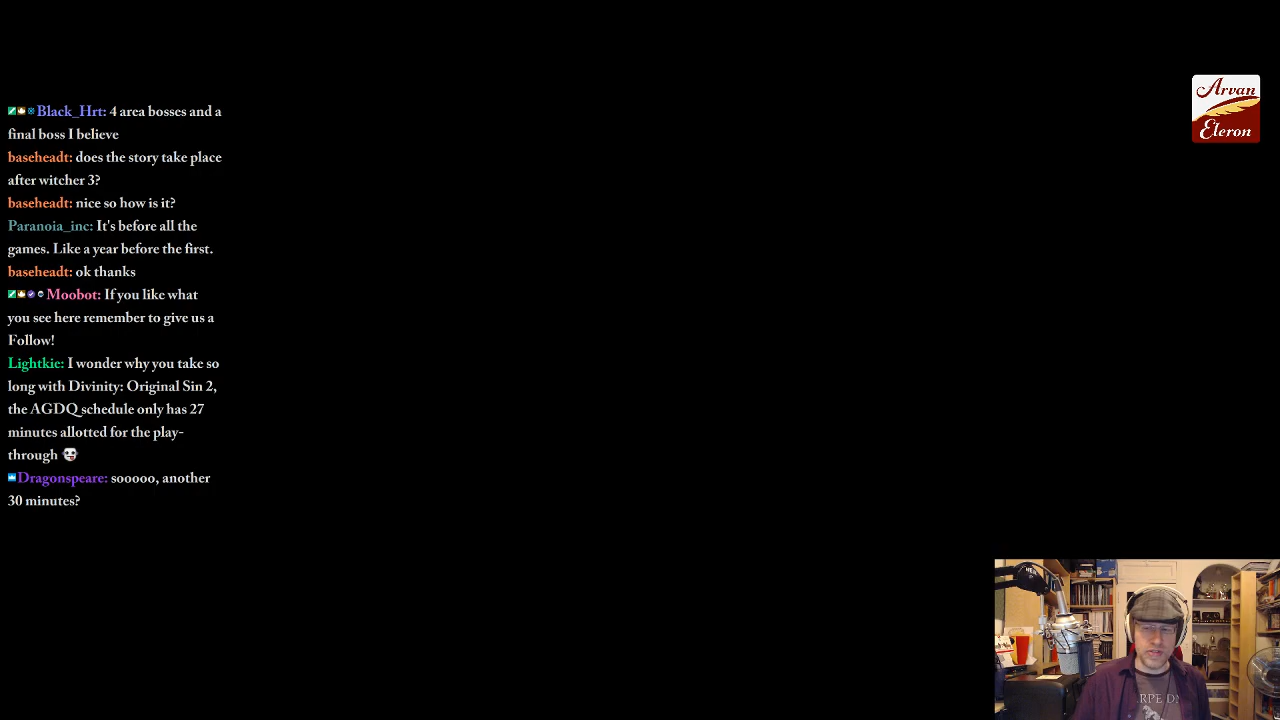 Black_Hrt: 4 area bosses and a
final boss I believe
baseheadt: does the story take place
after witcher 3?
baseheadt: nice so how is it?
Paranoia_inc: It's before all the
games. Like a year before the first.
baseheadt: ok thanks
Moobot: If you like what
you see here remember to give us a
Follow!
Lightkie: I wonder why you take so
long with Divinity: Original Sin 2,
the AGDQ schedule only has 27
minutes allotted for the play-
through
Dragonspeare: sooooo, another
30 minutes?
Arvan
Eleron